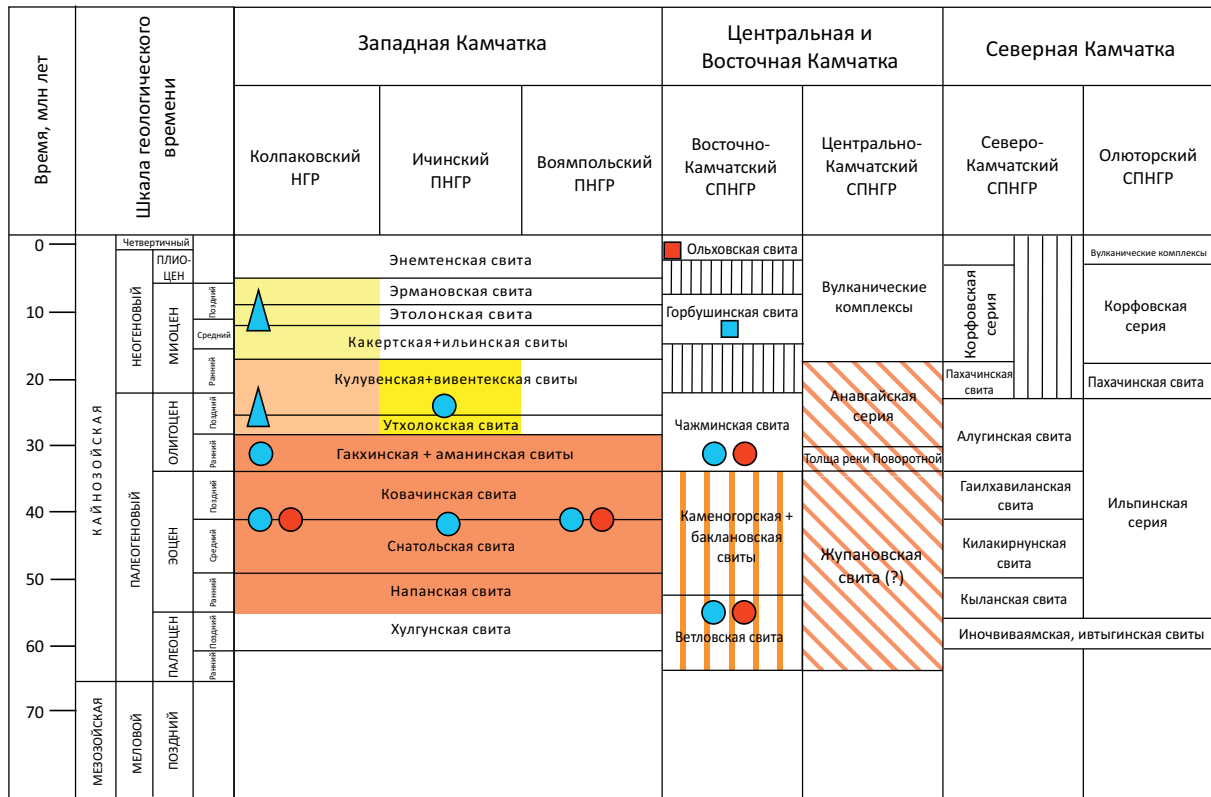 Время, млн лет
Шкала геологического
времени
Западная Камчатка
Центральная и
Восточная Камчатка
Северная Камчатка
Колпаковский
НГР
Ичинский
ПНГР
Воямпольский
ПНГР
Восточно-
Камчатский
СПНГР
Центрально-
Камчатский
СПНГР
Северо-
Камчатский
СПНГР
Олюторский
СПНГР
0
10
20
30
40
50
60
70
КАЙНОЗОЙСКАЯ
МЕЗОЗОЙСКАЯ
Четвертичный
НЕОГЕНОВЫЙ
ПАЛЕОГЕНОВЫЙ
МЕЛОВОЙ
ПЛИО-
ЦЕН
МИОЦЕН
ОЛИГОЦЕН
ЭОЦЕН
ПАЛЕОЦЕН
ПОЗДНИЙ
Поздний
Средний
Ранний
Поздний
Ранний
Поздний
Средний
Ранний
Поздний
Ранний
Энемтенская свита
Эрмановская свита
Этолонская свита
Какертская+ильинская свиты
Кулувенская+вивентекская свиты
Утхолокская свита
Гакхинская + аманинская свиты
Ковачинская свита
Снатольская свита
Напанская свита
Хулгунская свита
Ольховская свита
Горбушинская свита
Чажминская свита
Каменогорская +
баклановская
свиты
Ветловская свита
Вулканические
комплексы
Анавгайская
серия
Толща реки Поворотной
Жупановская
свита (?)
Корфовская
серия
Пахачинская
свита
Алугинская свита
Гаилхавиланская
свита
Килакирнунская
свита
Кыланская свита
Иночвиваямская, ивтыгинская свиты
Вулканические комплексы
Корфовская
серия
Пахачинская свита
Ильпинская
серия